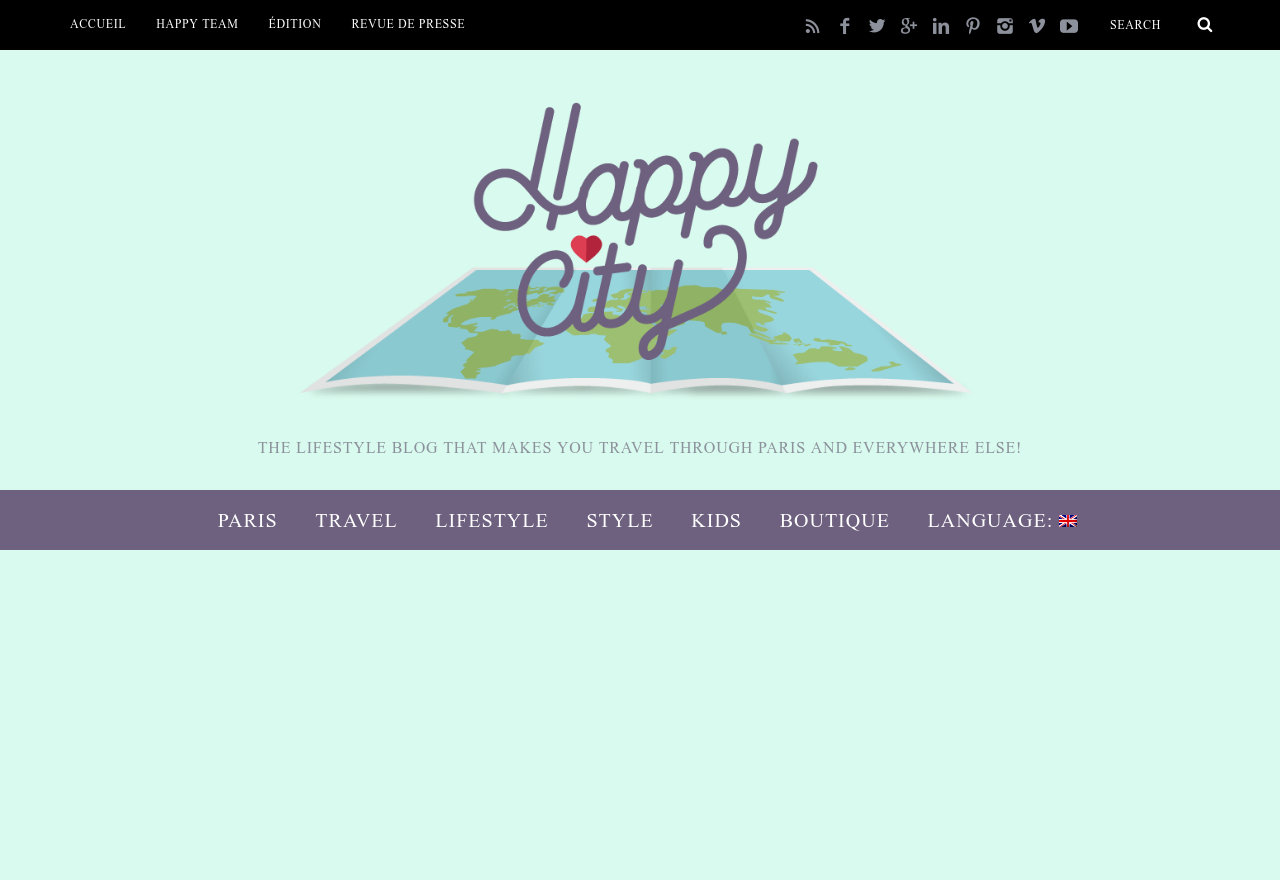 ACCUEIL HAPPY TEAM ÉDITION REVUE DE PRESSE SEARCH
Happy
City
THE LIFESTYLE BLOG THAT MAKES YOU TRAVEL THROUGH PARIS AND EVERYWHERE ELSE!
PARIS TRAVEL LIFESTYLE STYLE KIDS BOUTIQUE LANGUAGE: